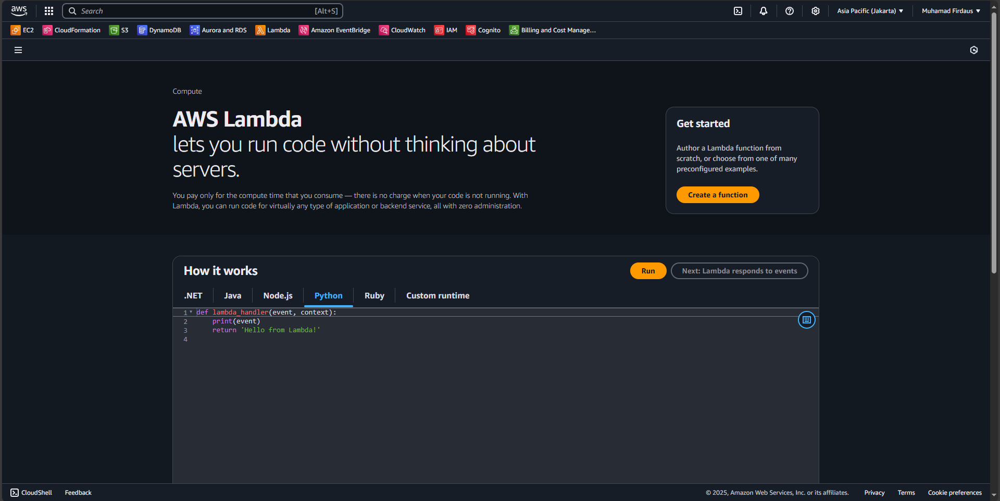 aws
Search [Alt+S]
Asia Pacific (Jakarta)
Muhamad Firdaus
EC2
CloudFormation
S3
DynamoDB
Aurora and RDS
Lambda
Amazon EventBridge
CloudWatch
IAM
Cognito
Billing and Cost Manage...
Compute
AWS Lambda
lets you run code without thinking about
servers.
You pay only for the compute time that you consume — there is no charge when your code is not running. With
Lambda, you can run code for virtually any type of application or backend service, all with zero administration.
Get started
Author a Lambda function from
scratch, or choose from one of many
preconfigured examples.
Create a function
How it works
Run
Next: Lambda responds to events
.NET
Java
Node.js
Python
Ruby
Custom runtime
1 def lambda_handler(event, context):
2     print(event)
3     return 'Hello from Lambda!'
4
CloudShell
Feedback
© 2025, Amazon Web Services, Inc. or its affiliates.
Privacy
Terms
Cookie preferences